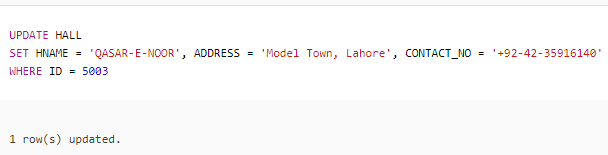 UPDATE HALL
SET HNAME = 'QASAR-E-NOOR', ADDRESS = 'Model Town, Lahore', CONTACT_NO = '+92-42-35916140'
WHERE ID = 5003
1 row(s) updated.